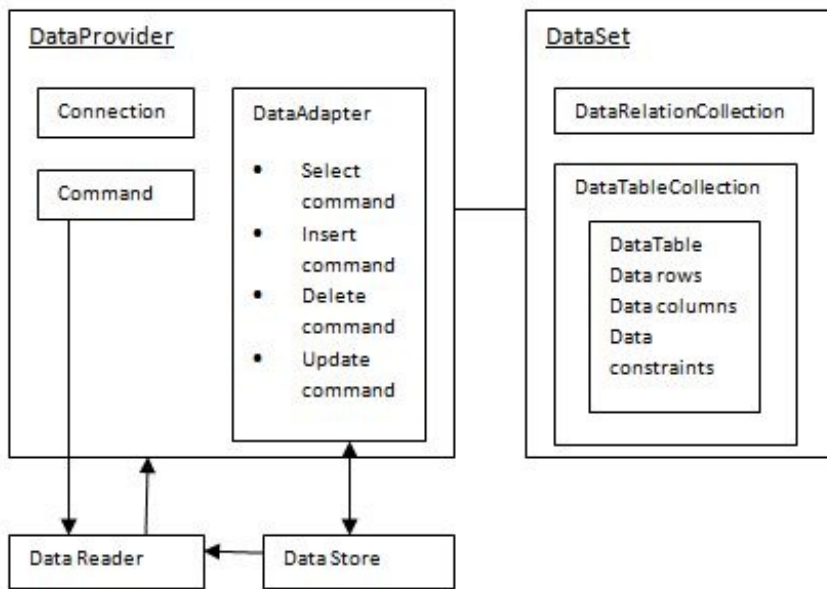 DataProvider
Connection
Command
DataAdapter
• Select
command
• Insert
command
• Delete
command
• Update
command
DataSet
DataRelationCollection
DataTableCollection
DataTable
Data rows
Data columns
Data
constraints
Data Reader
Data Store